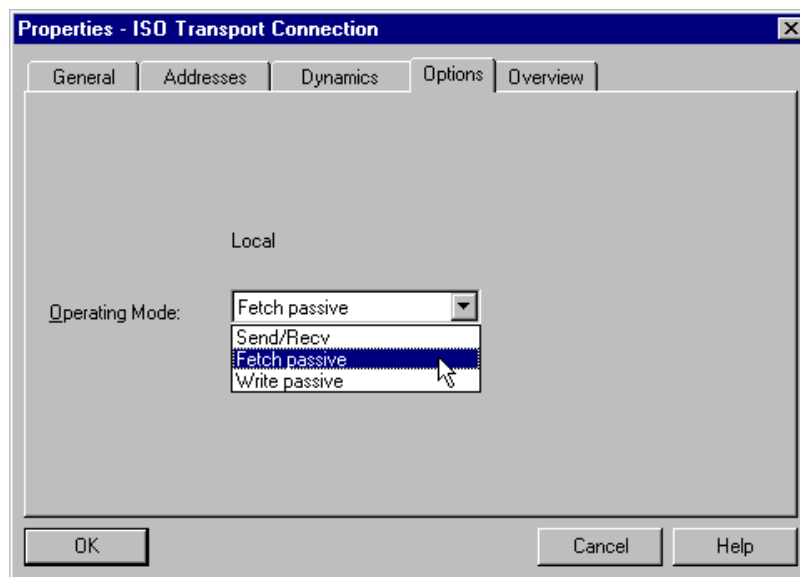 Properties - ISO Transport Connection
General Addresses Dynamics Options Overview
Local
Operating Mode: Fetch passive
Send/Recv
Fetch passive
Write passive
OK Cancel Help